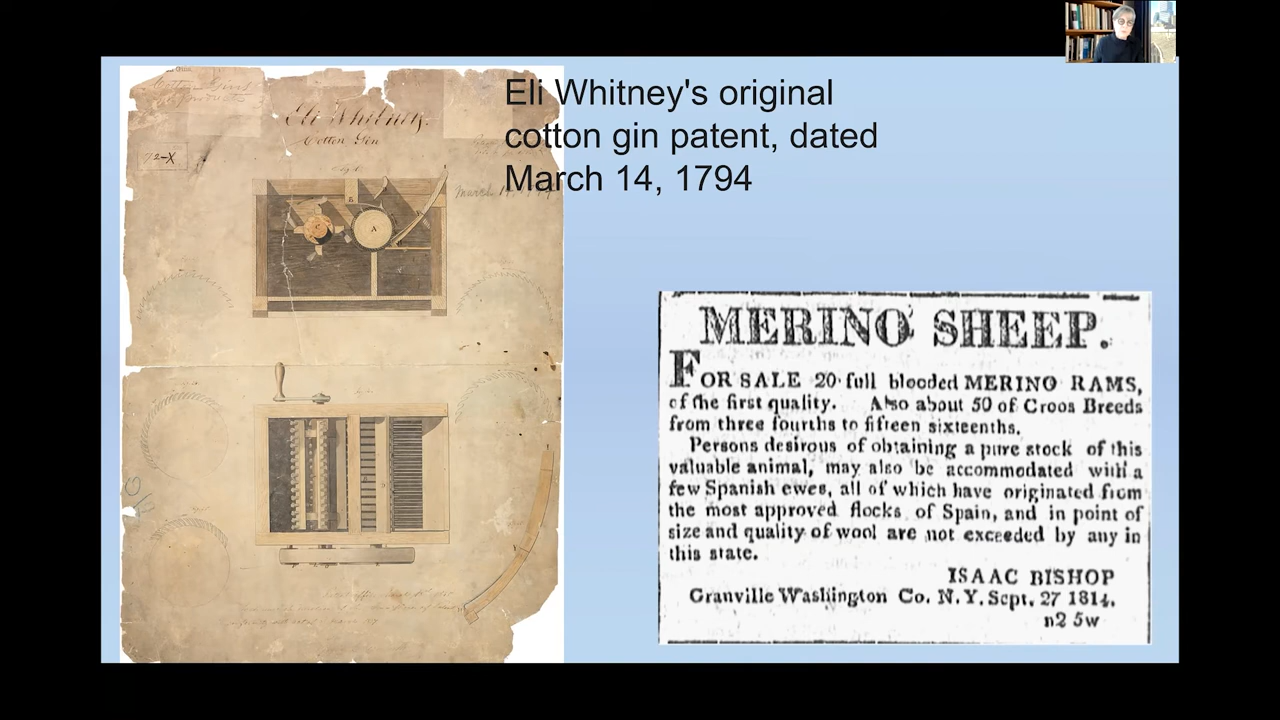 Eli Whitney's original
cotton gin patent, dated
March 14, 1794
Eli Whitney.
Cotton Gin
72-X
March 14
A
MERINO SHEEP.
FOR SALE 20 full blooded MERINO RAMS,
of the first quality. Also about 50 of Croos Breeds
from three fourths to fifteen sixteenths.
Persons desirous of obtaining a pure stock of this
valuable animal, may also be accommodated with a
few Spanish ewes, all of which have originated from
the most approved flocks of Spain, and in point of
size and quality of wool are not exceeded by any in
this state.
ISAAC BISHOP
Granville Washington Co. N.Y. Sept. 27 1814.
n2 5w